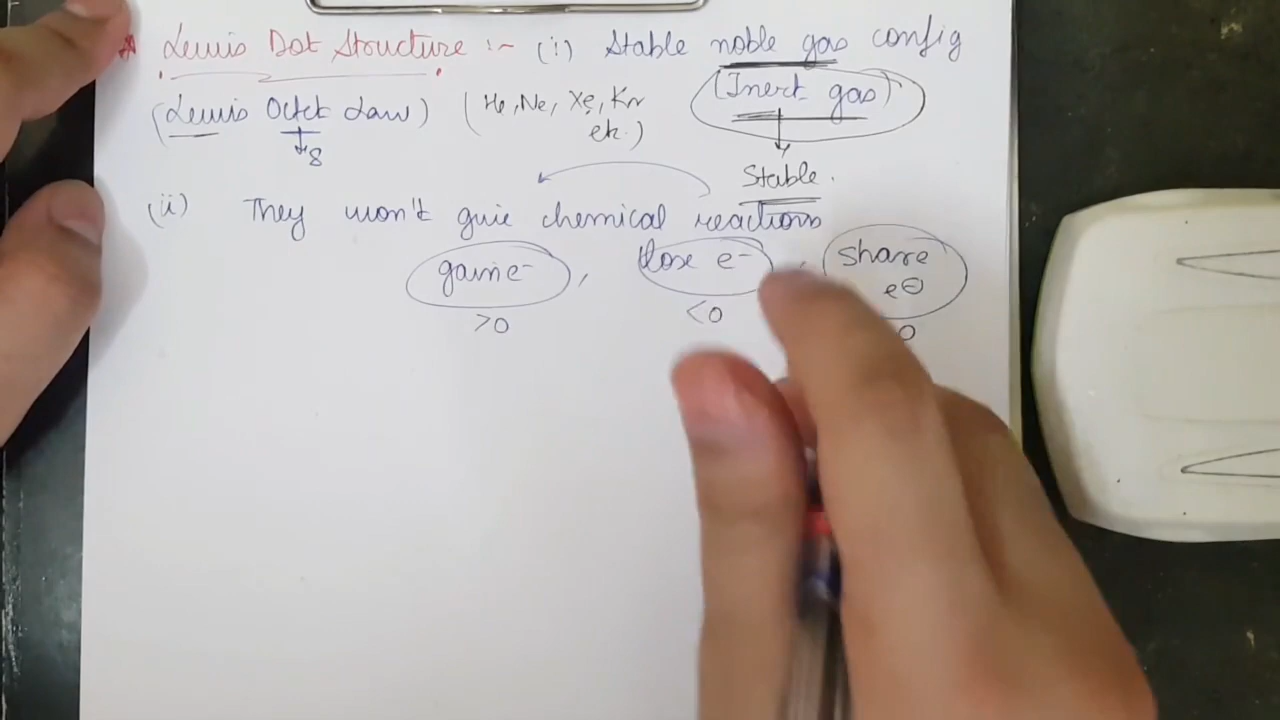 Lewis Dot Structure :- (i) Stable noble gas config
(Lewis Octet Law) (He, Ne, Xe, Kr etc.) (Inert gas)
8
Stable.
(ii) They won't give chemical reactions
gain e⁻, lose e⁻, share e⊖
>0 <0 0